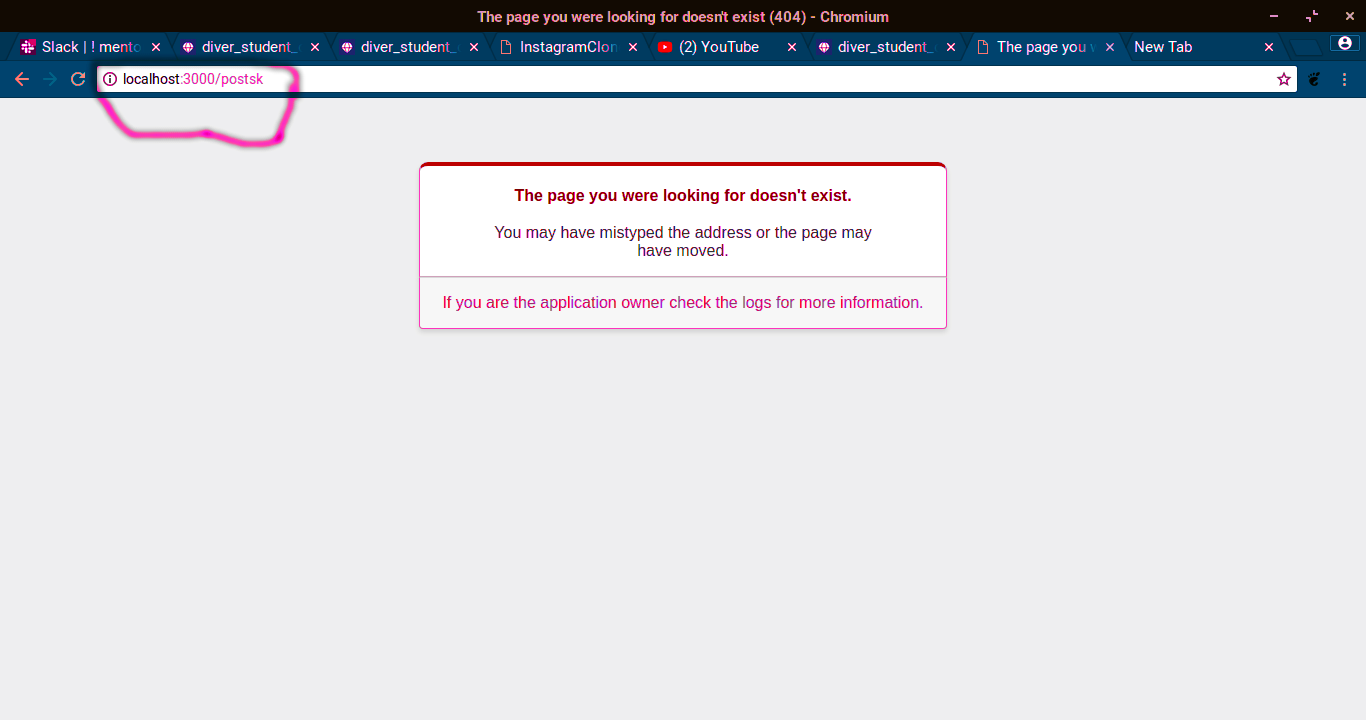 The page you were looking for doesn't exist (404) - Chromium
Slack | ! mento
diver_student_
diver_student_
InstagramClon
(2) YouTube
diver_student_
The page you
New Tab
localhost:3000/postsk
The page you were looking for doesn't exist.
You may have mistyped the address or the page may
have moved.
If you are the application owner check the logs for more information.